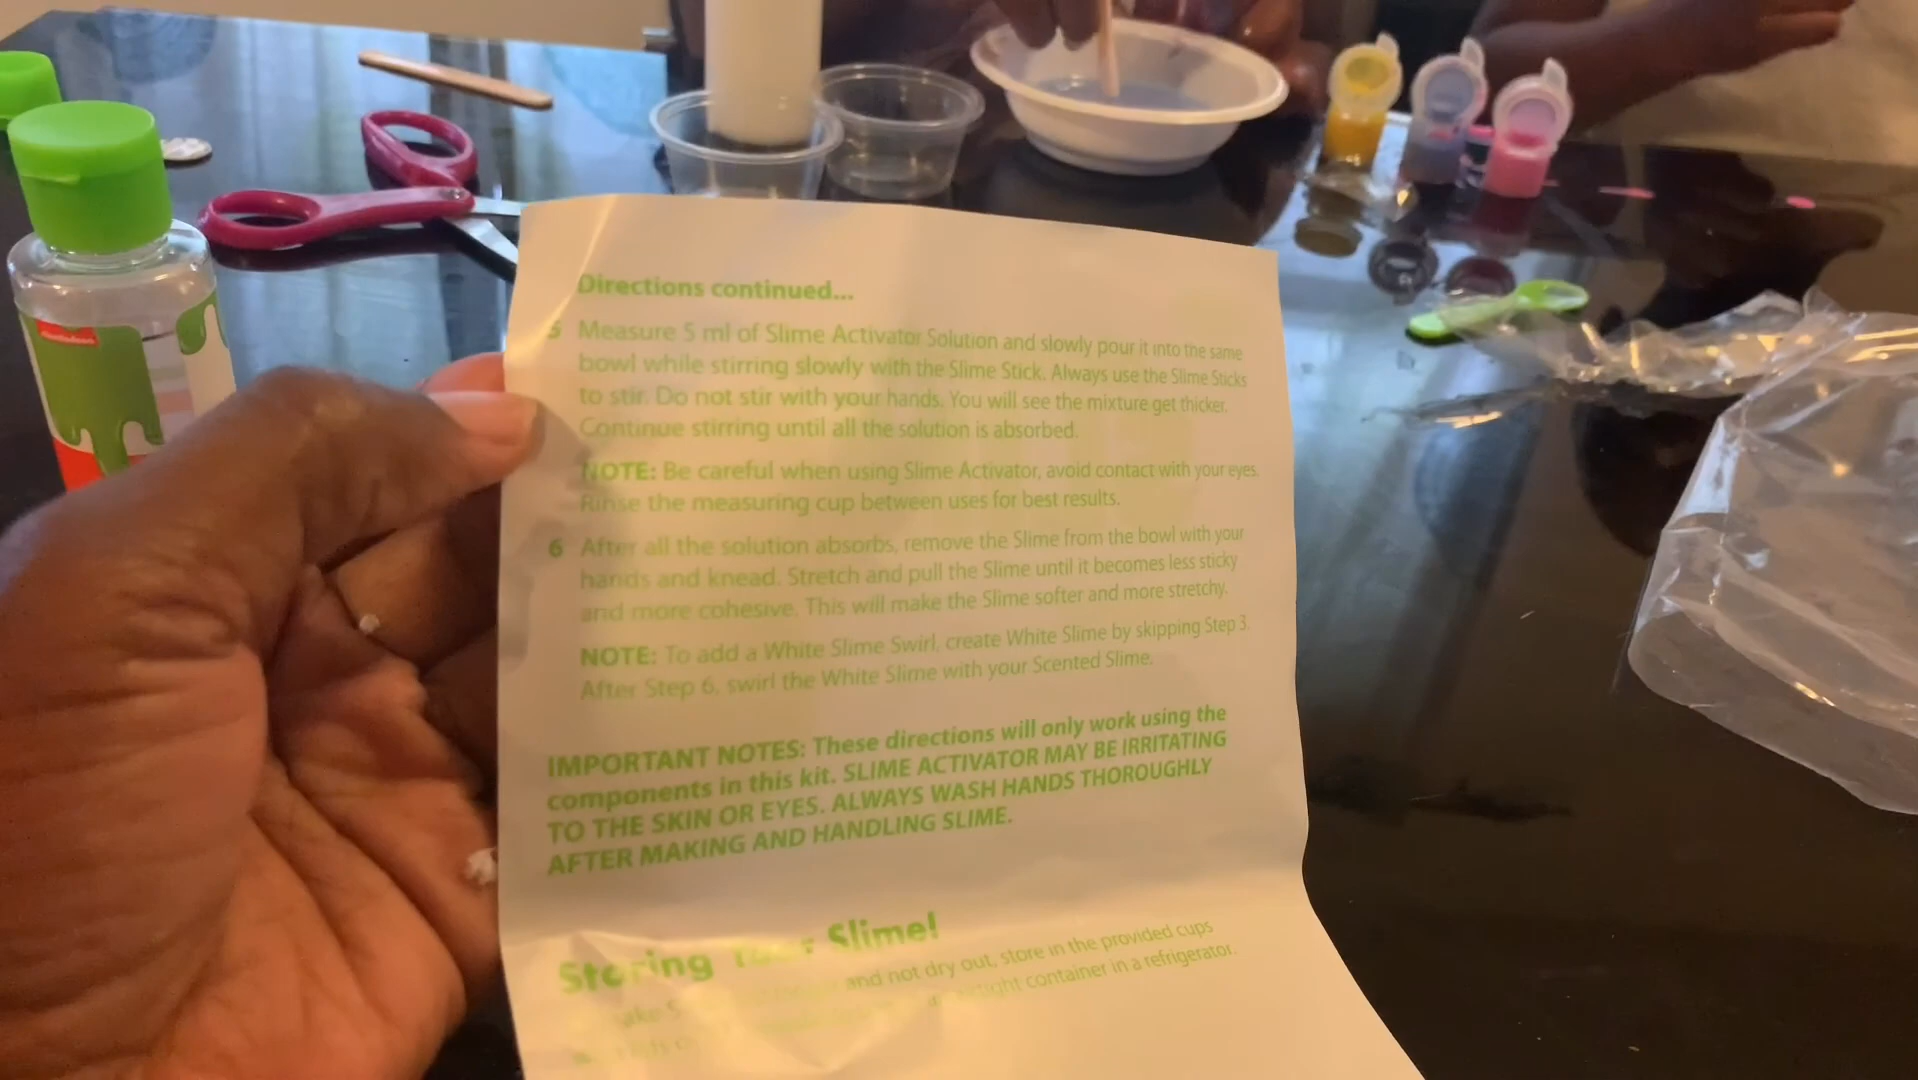 Directions continued...
5 Measure 5 ml of Slime Activator Solution and slowly pour it into the same
bowl while stirring slowly with the Slime Stick. Always use the Slime Sticks
to stir. Do not stir with your hands. You will see the mixture get thicker.
Continue stirring until all the solution is absorbed.
NOTE: Be careful when using Slime Activator, avoid contact with your eyes.
Rinse the measuring cup between uses for best results.
6 After all the solution absorbs, remove the Slime from the bowl with your
hands and knead. Stretch and pull the Slime until it becomes less sticky
and more cohesive. This will make the Slime softer and more stretchy.
NOTE: To add a White Slime Swirl, create White Slime by skipping Step 3.
After Step 6, swirl the White Slime with your Scented Slime.
IMPORTANT NOTES: These directions will only work using the
components in this kit. SLIME ACTIVATOR MAY BE IRRITATING
TO THE SKIN OR EYES. ALWAYS WASH HANDS THOROUGHLY
AFTER MAKING AND HANDLING SLIME.
Storing Your Slime!
and not dry out, store in the provided cups
airtight container in a refrigerator.